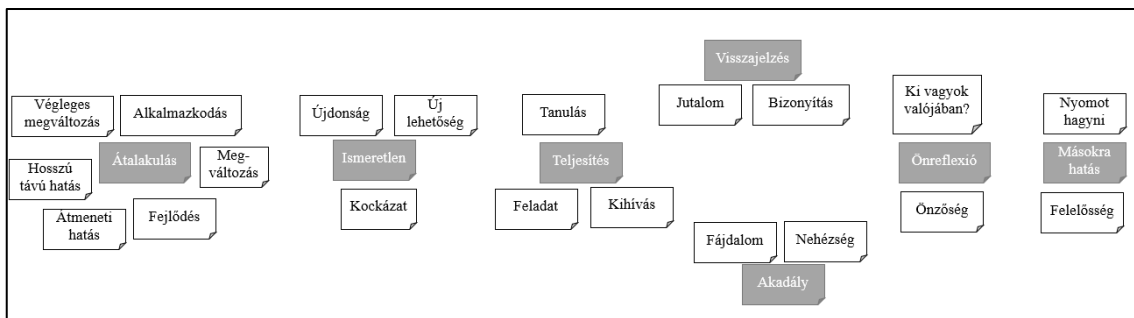 Végleges
megváltozás
Alkalmazkodás
Átalakulás
Meg-
változás
Hosszú
távú hatás
Átmeneti
hatás
Fejlődés
Újdonság
Új
lehetőség
Ismeretlen
Kockázat
Tanulás
Teljesítés
Feladat
Kihívás
Visszajelzés
Jutalom
Bizonyítás
Fájdalom
Nehézség
Akadály
Ki vagyok
valójában?
Önreflexió
Önzőség
Nyomot
hagyni
Másokra
hatás
Felelősség